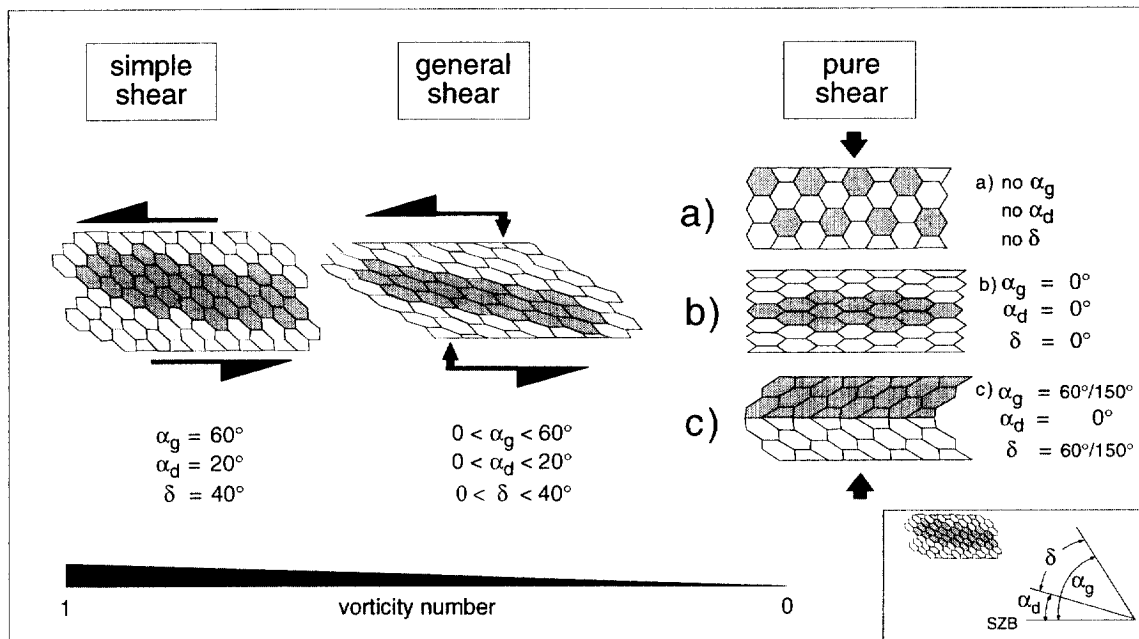 simple
shear
general
shear
pure
shear
a)
a) no αg
no αd
no δ
b)
b) αg = 0°
αd = 0°
δ = 0°
c)
c) αg = 60°/150°
αd = 0°
δ = 60°/150°
αg = 60°
αd = 20°
δ = 40°
0 < αg < 60°
0 < αd < 20°
0 < δ < 40°
1
vorticity number
0
δ
αg
αd
SZB